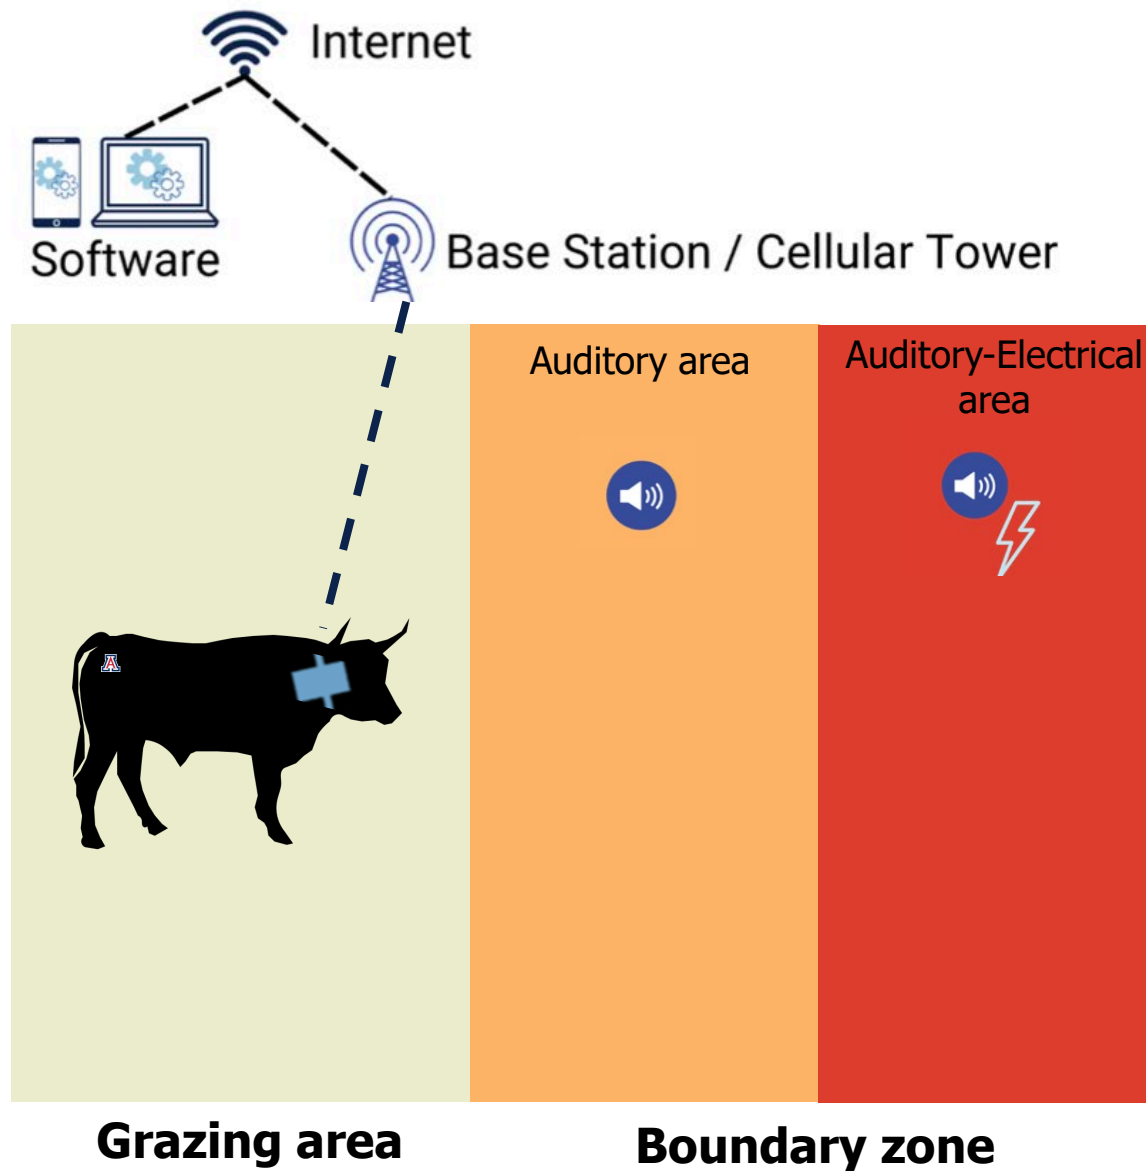 Internet
Software
Base Station / Cellular Tower
Auditory area
Auditory-Electrical
area
A
Grazing area
Boundary zone